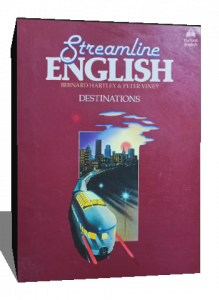 Streamline
ENGLISH
BERNARD HARTLEY & PETER VINEY
DESTINATIONS